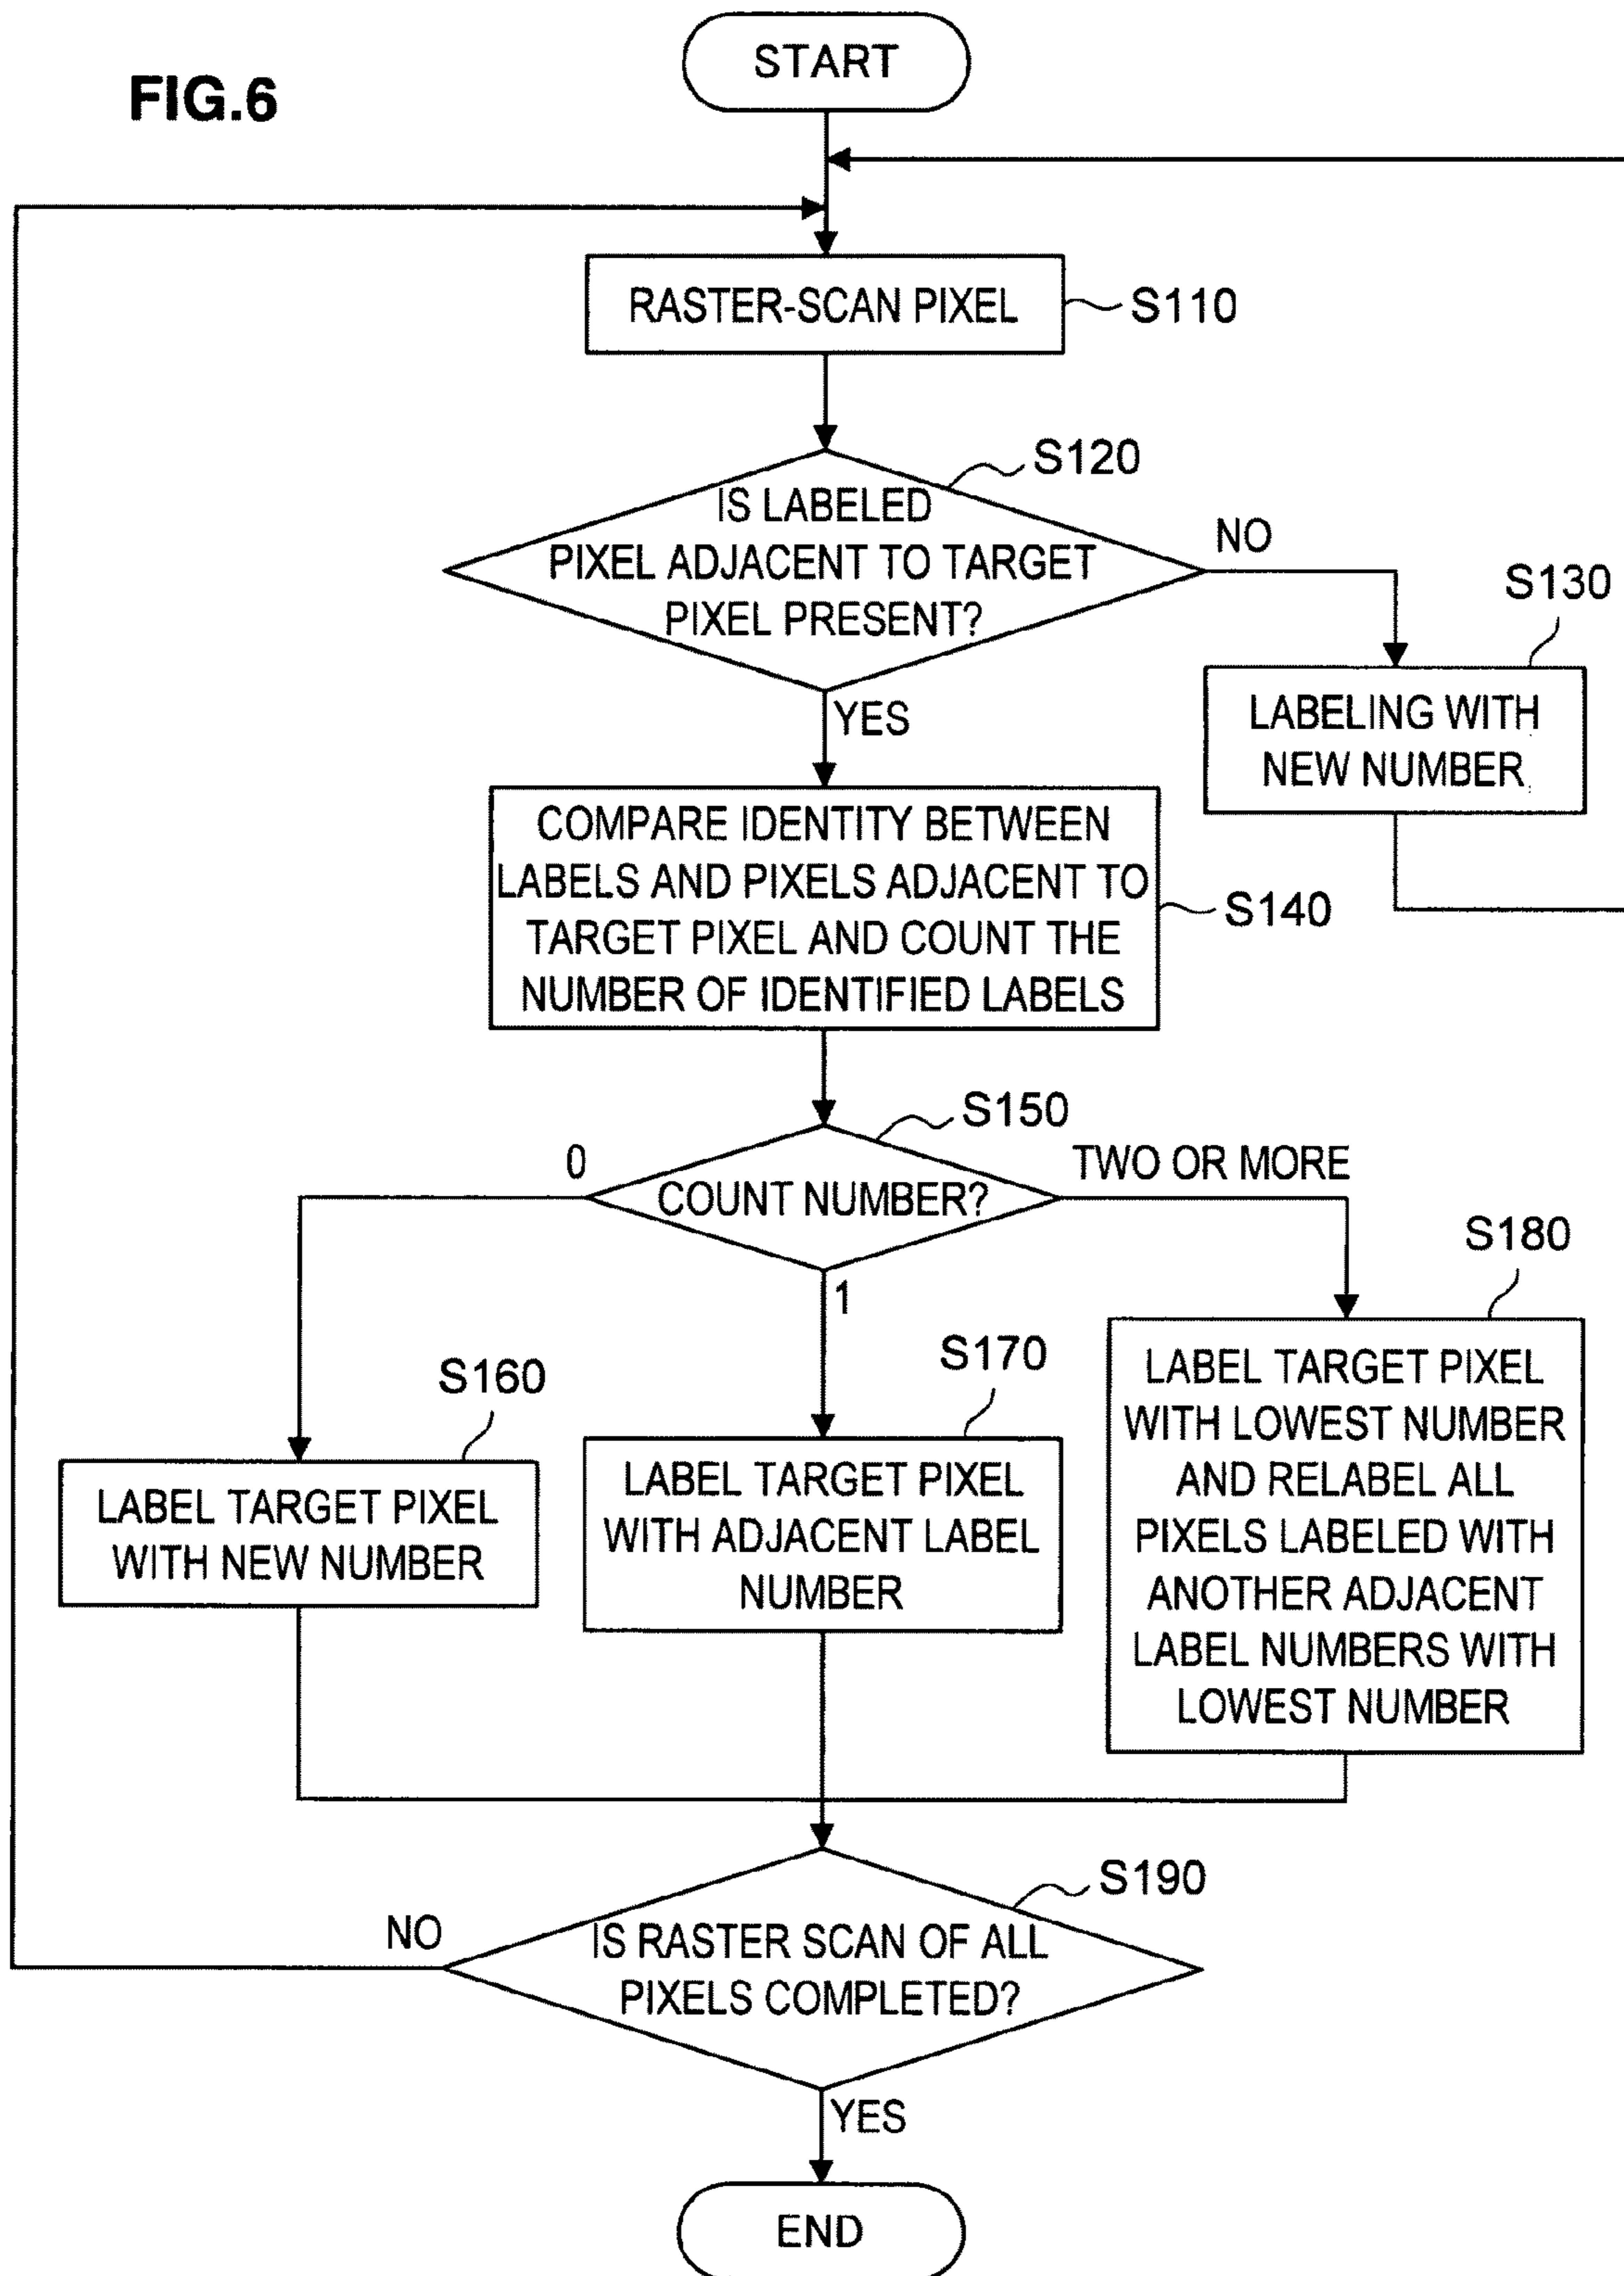 FIG.6
START
RASTER-SCAN PIXEL
S110
S120
IS LABELED
PIXEL ADJACENT TO TARGET
PIXEL PRESENT?
NO
S130
LABELING WITH
NEW NUMBER
YES
COMPARE IDENTITY BETWEEN
LABELS AND PIXELS ADJACENT TO
TARGET PIXEL AND COUNT THE
NUMBER OF IDENTIFIED LABELS
S140
S150
0
COUNT NUMBER?
TWO OR MORE
1
S160
LABEL TARGET PIXEL
WITH NEW NUMBER
S170
LABEL TARGET PIXEL
WITH ADJACENT LABEL
NUMBER
S180
LABEL TARGET PIXEL
WITH LOWEST NUMBER
AND RELABEL ALL
PIXELS LABELED WITH
ANOTHER ADJACENT
LABEL NUMBERS WITH
LOWEST NUMBER
S190
NO
IS RASTER SCAN OF ALL
PIXELS COMPLETED?
YES
END